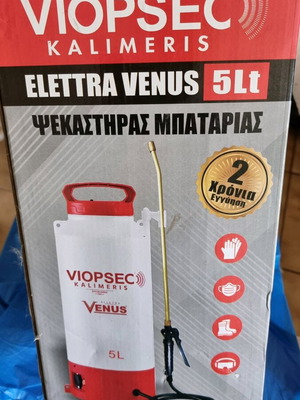 VIOPSEC
KALIMERIS
ELETTRA VENUS 5Lt
ΨΕΚΑΣΤΗΡΑΣ ΜΠΑΤΑΡΙΑΣ
2
Χρόνια
Εγγύηση
VIOPSEC
KALIMERIS
VENUS
5L